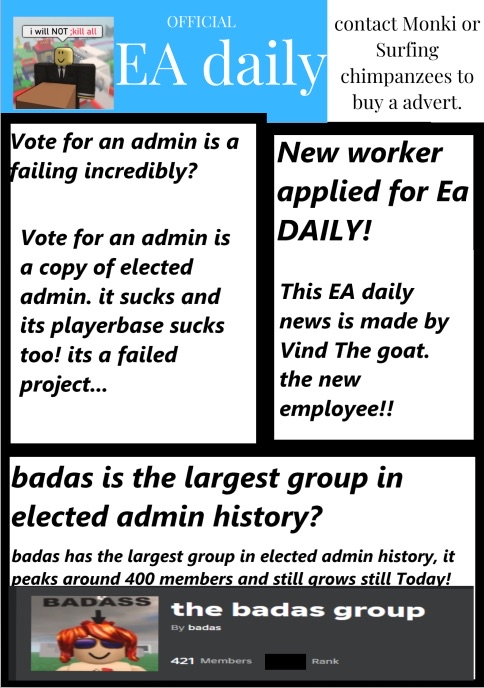 i will NOT ;kill all
OFFICIAL
EA daily
contact Monki or
Surfing
chimpanzees to
buy a advert.
Vote for an admin is a
failing incredibly?
Vote for an admin is
a copy of elected
admin. it sucks and
its playerbase sucks
too! its a failed
project...
New worker
applied for Ea
DAILY!
This EA daily
news is made by
Vind The goat.
the new
employee!!
badas is the largest group in
elected admin history?
badas has the largest group in elected admin history, it
peaks around 400 members and still grows still Today!
BADASS
the badas group
By badas
421 Members Rank